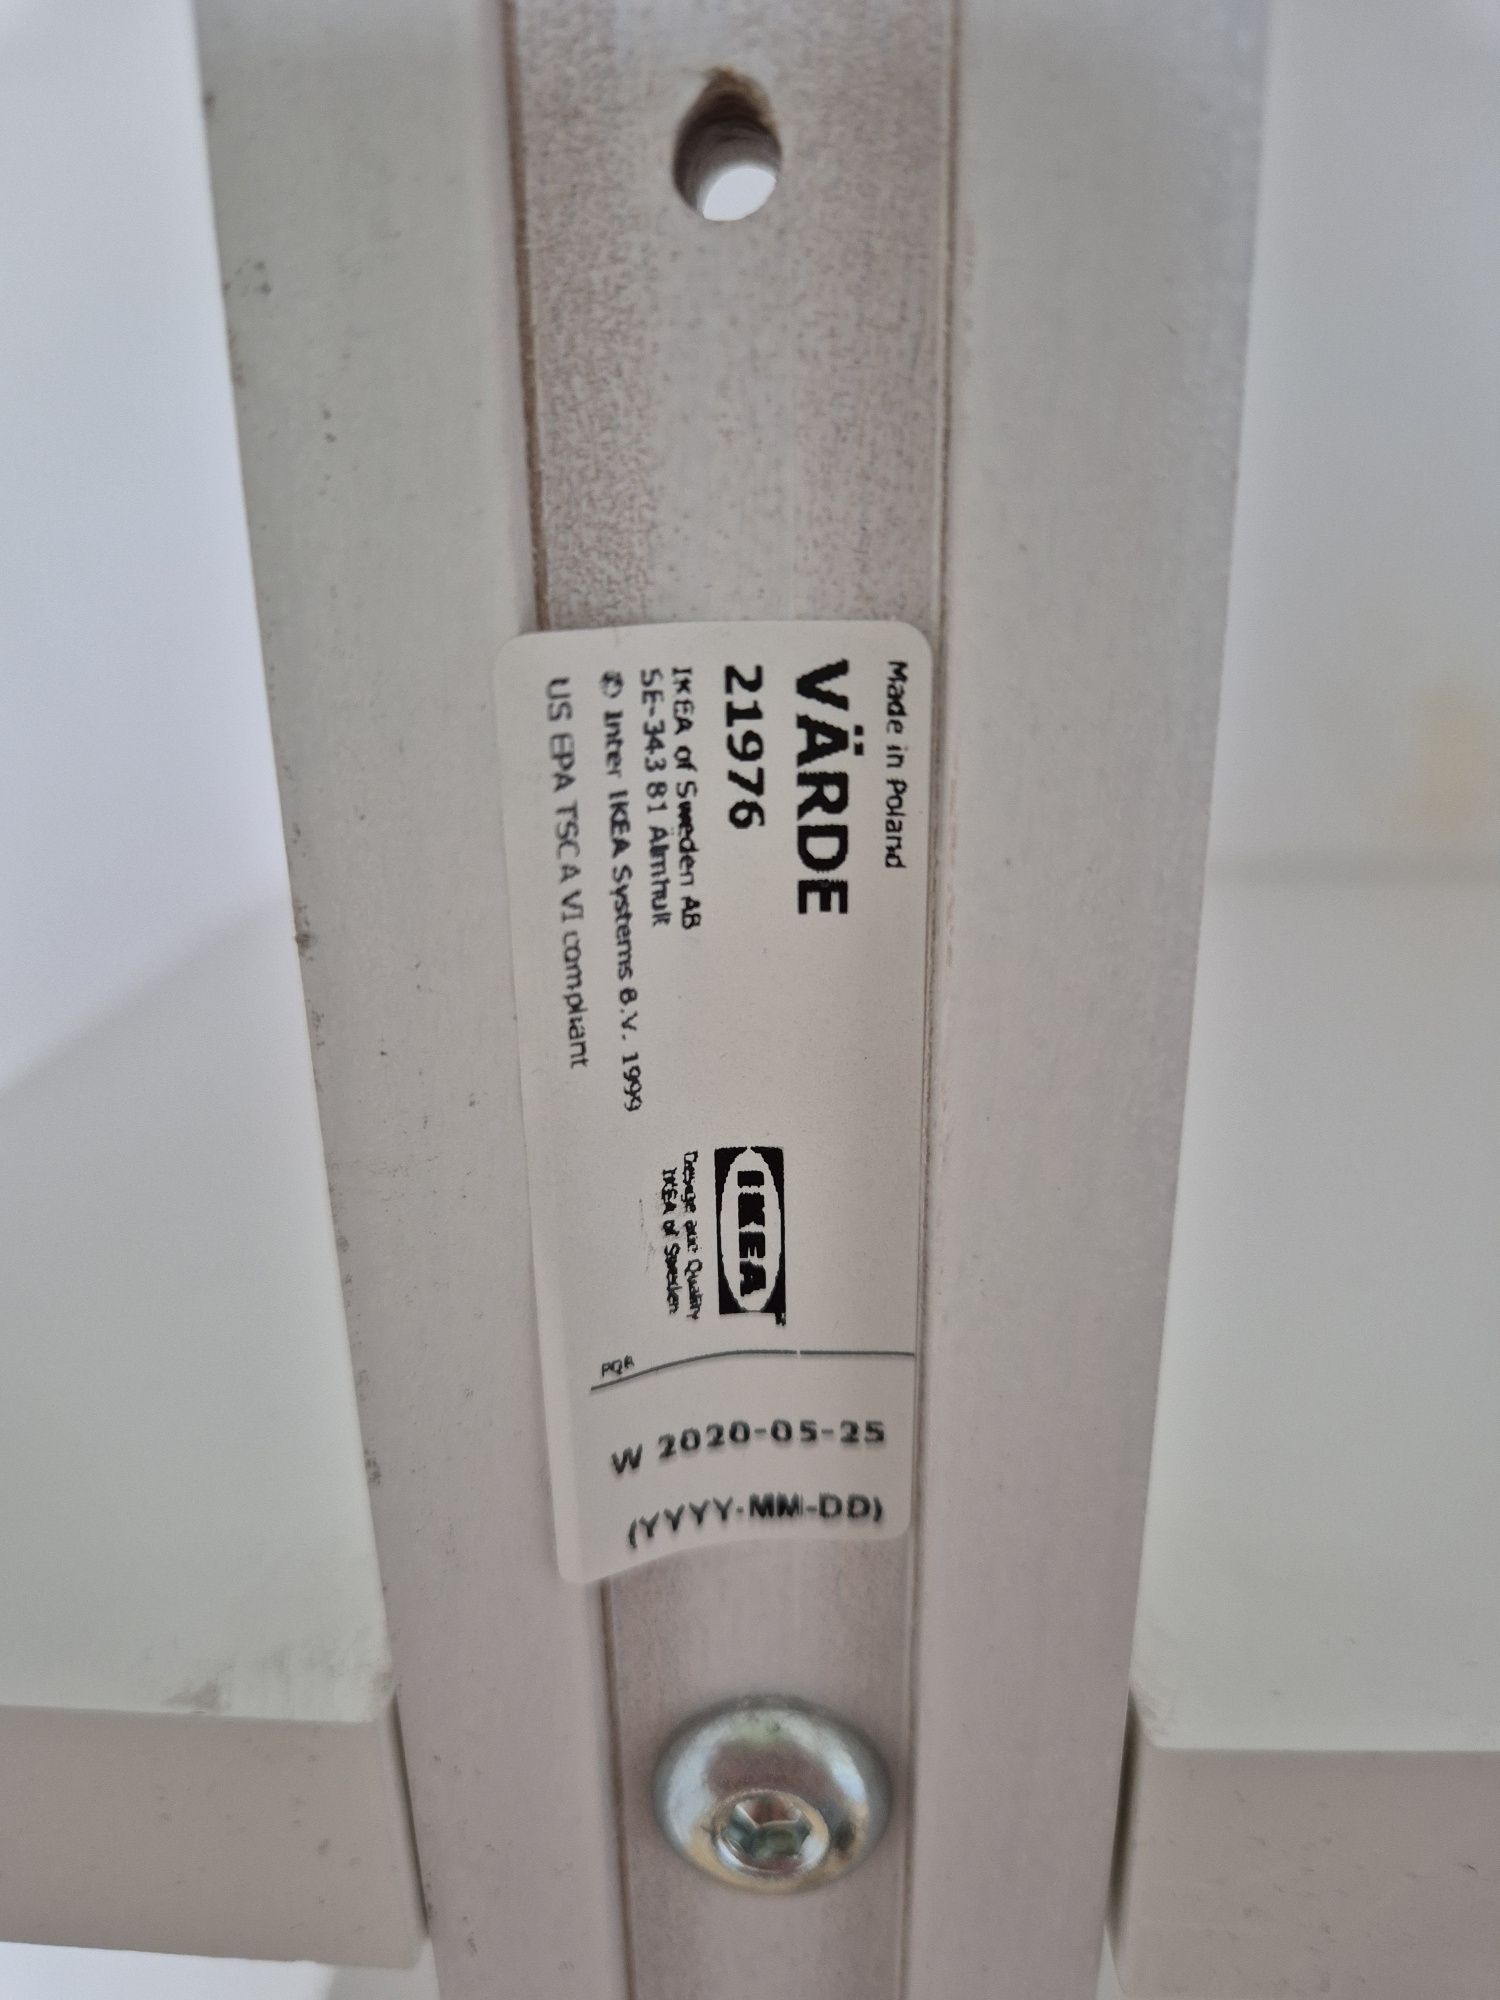 Made in Poland
VÄRDE
21976
IKEA of Sweden AB
SE-343 81 Älmhult
© Inter IKEA Systems B.V. 1999
US EPA TSCA VI compliant
IKEA
Design and Quality
IKEA of Sweden
PQR
W 2020-05-25
(YYYY-MM-DD)